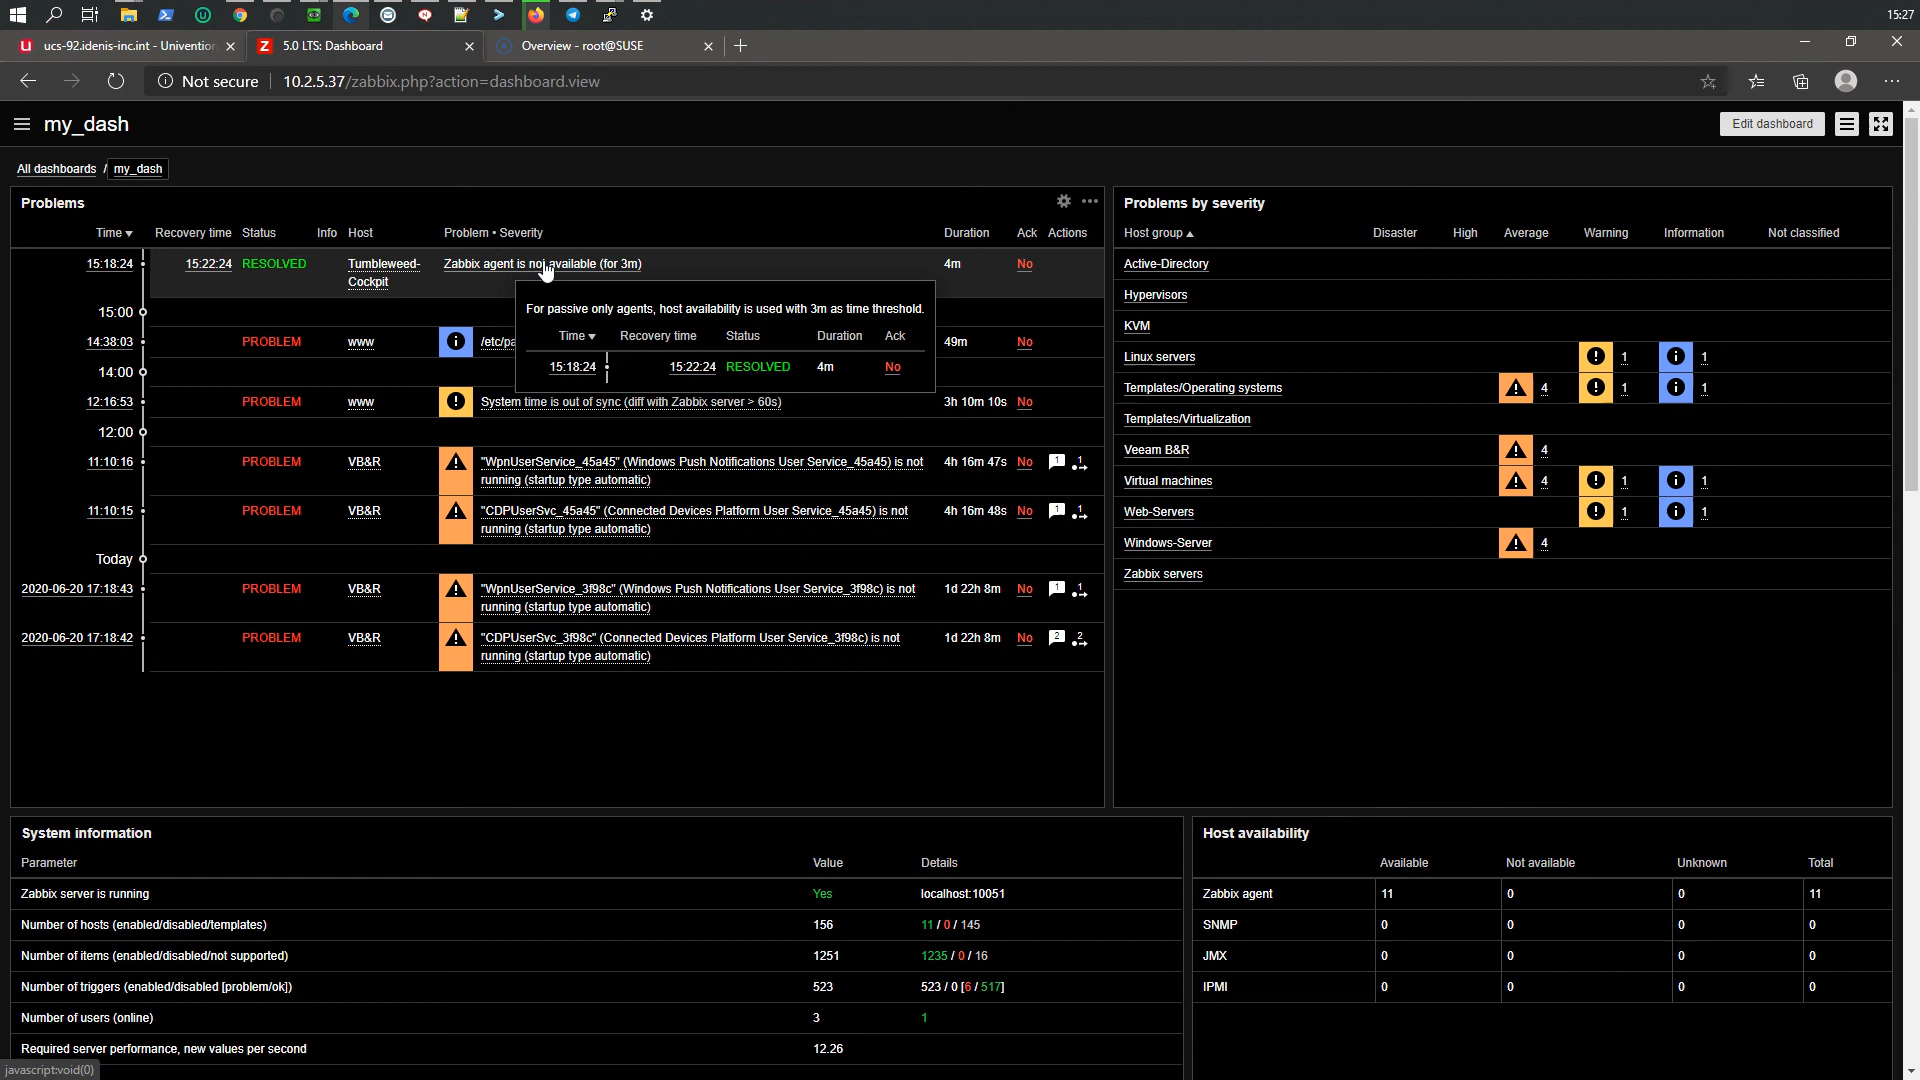 15:27
ucs-92.idenis-inc.int - Univention
5.0 LTS: Dashboard
Overview - root@SUSE
Not secure
10.2.5.37/zabbix.php?action=dashboard.view
my_dash
Edit dashboard
All dashboards / my_dash
Problems
Time ▼ Recovery time Status Info Host Problem • Severity Duration Ack Actions
15:18:24 15:22:24 RESOLVED Tumbleweed- Zabbix agent is not available (for 3m) 4m No
Cockpit
For passive only agents, host availability is used with 3m as time threshold.
Time ▼ Recovery time Status Duration Ack
15:18:24 15:22:24 RESOLVED 4m No
15:00
14:38:03 PROBLEM www /etc/pa 49m No
14:00
12:16:53 PROBLEM www System time is out of sync (diff with Zabbix server > 60s) 3h 10m 10s No
12:00
11:10:16 PROBLEM VB&R "WpnUserService_45a45" (Windows Push Notifications User Service_45a45) is not 4h 16m 47s No 1 1
running (startup type automatic)
11:10:15 PROBLEM VB&R "CDPUserSvc_45a45" (Connected Devices Platform User Service_45a45) is not 4h 16m 48s No 1 1
running (startup type automatic)
Today
2020-06-20 17:18:43 PROBLEM VB&R "WpnUserService_3f98c" (Windows Push Notifications User Service_3f98c) is not 1d 22h 8m No 1 1
running (startup type automatic)
2020-06-20 17:18:42 PROBLEM VB&R "CDPUserSvc_3f98c" (Connected Devices Platform User Service_3f98c) is not 1d 22h 8m No 2 2
running (startup type automatic)
Problems by severity
Host group ▲ Disaster High Average Warning Information Not classified
Active-Directory
Hypervisors
KVM
Linux servers 1 1
Templates/Operating systems 4 1 1
Templates/Virtualization
Veeam B&R 4
Virtual machines 4 1 1
Web-Servers 1 1
Windows-Server 4
Zabbix servers
System information
Parameter Value Details
Zabbix server is running Yes localhost:10051
Number of hosts (enabled/disabled/templates) 156 11 / 0 / 145
Number of items (enabled/disabled/not supported) 1251 1235 / 0 / 16
Number of triggers (enabled/disabled [problem/ok]) 523 523 / 0 [6 / 517]
Number of users (online) 3 1
Required server performance, new values per second 12.26
Host availability
Available Not available Unknown Total
Zabbix agent 11 0 0 11
SNMP 0 0 0 0
JMX 0 0 0 0
IPMI 0 0 0 0
javascript:void(0)